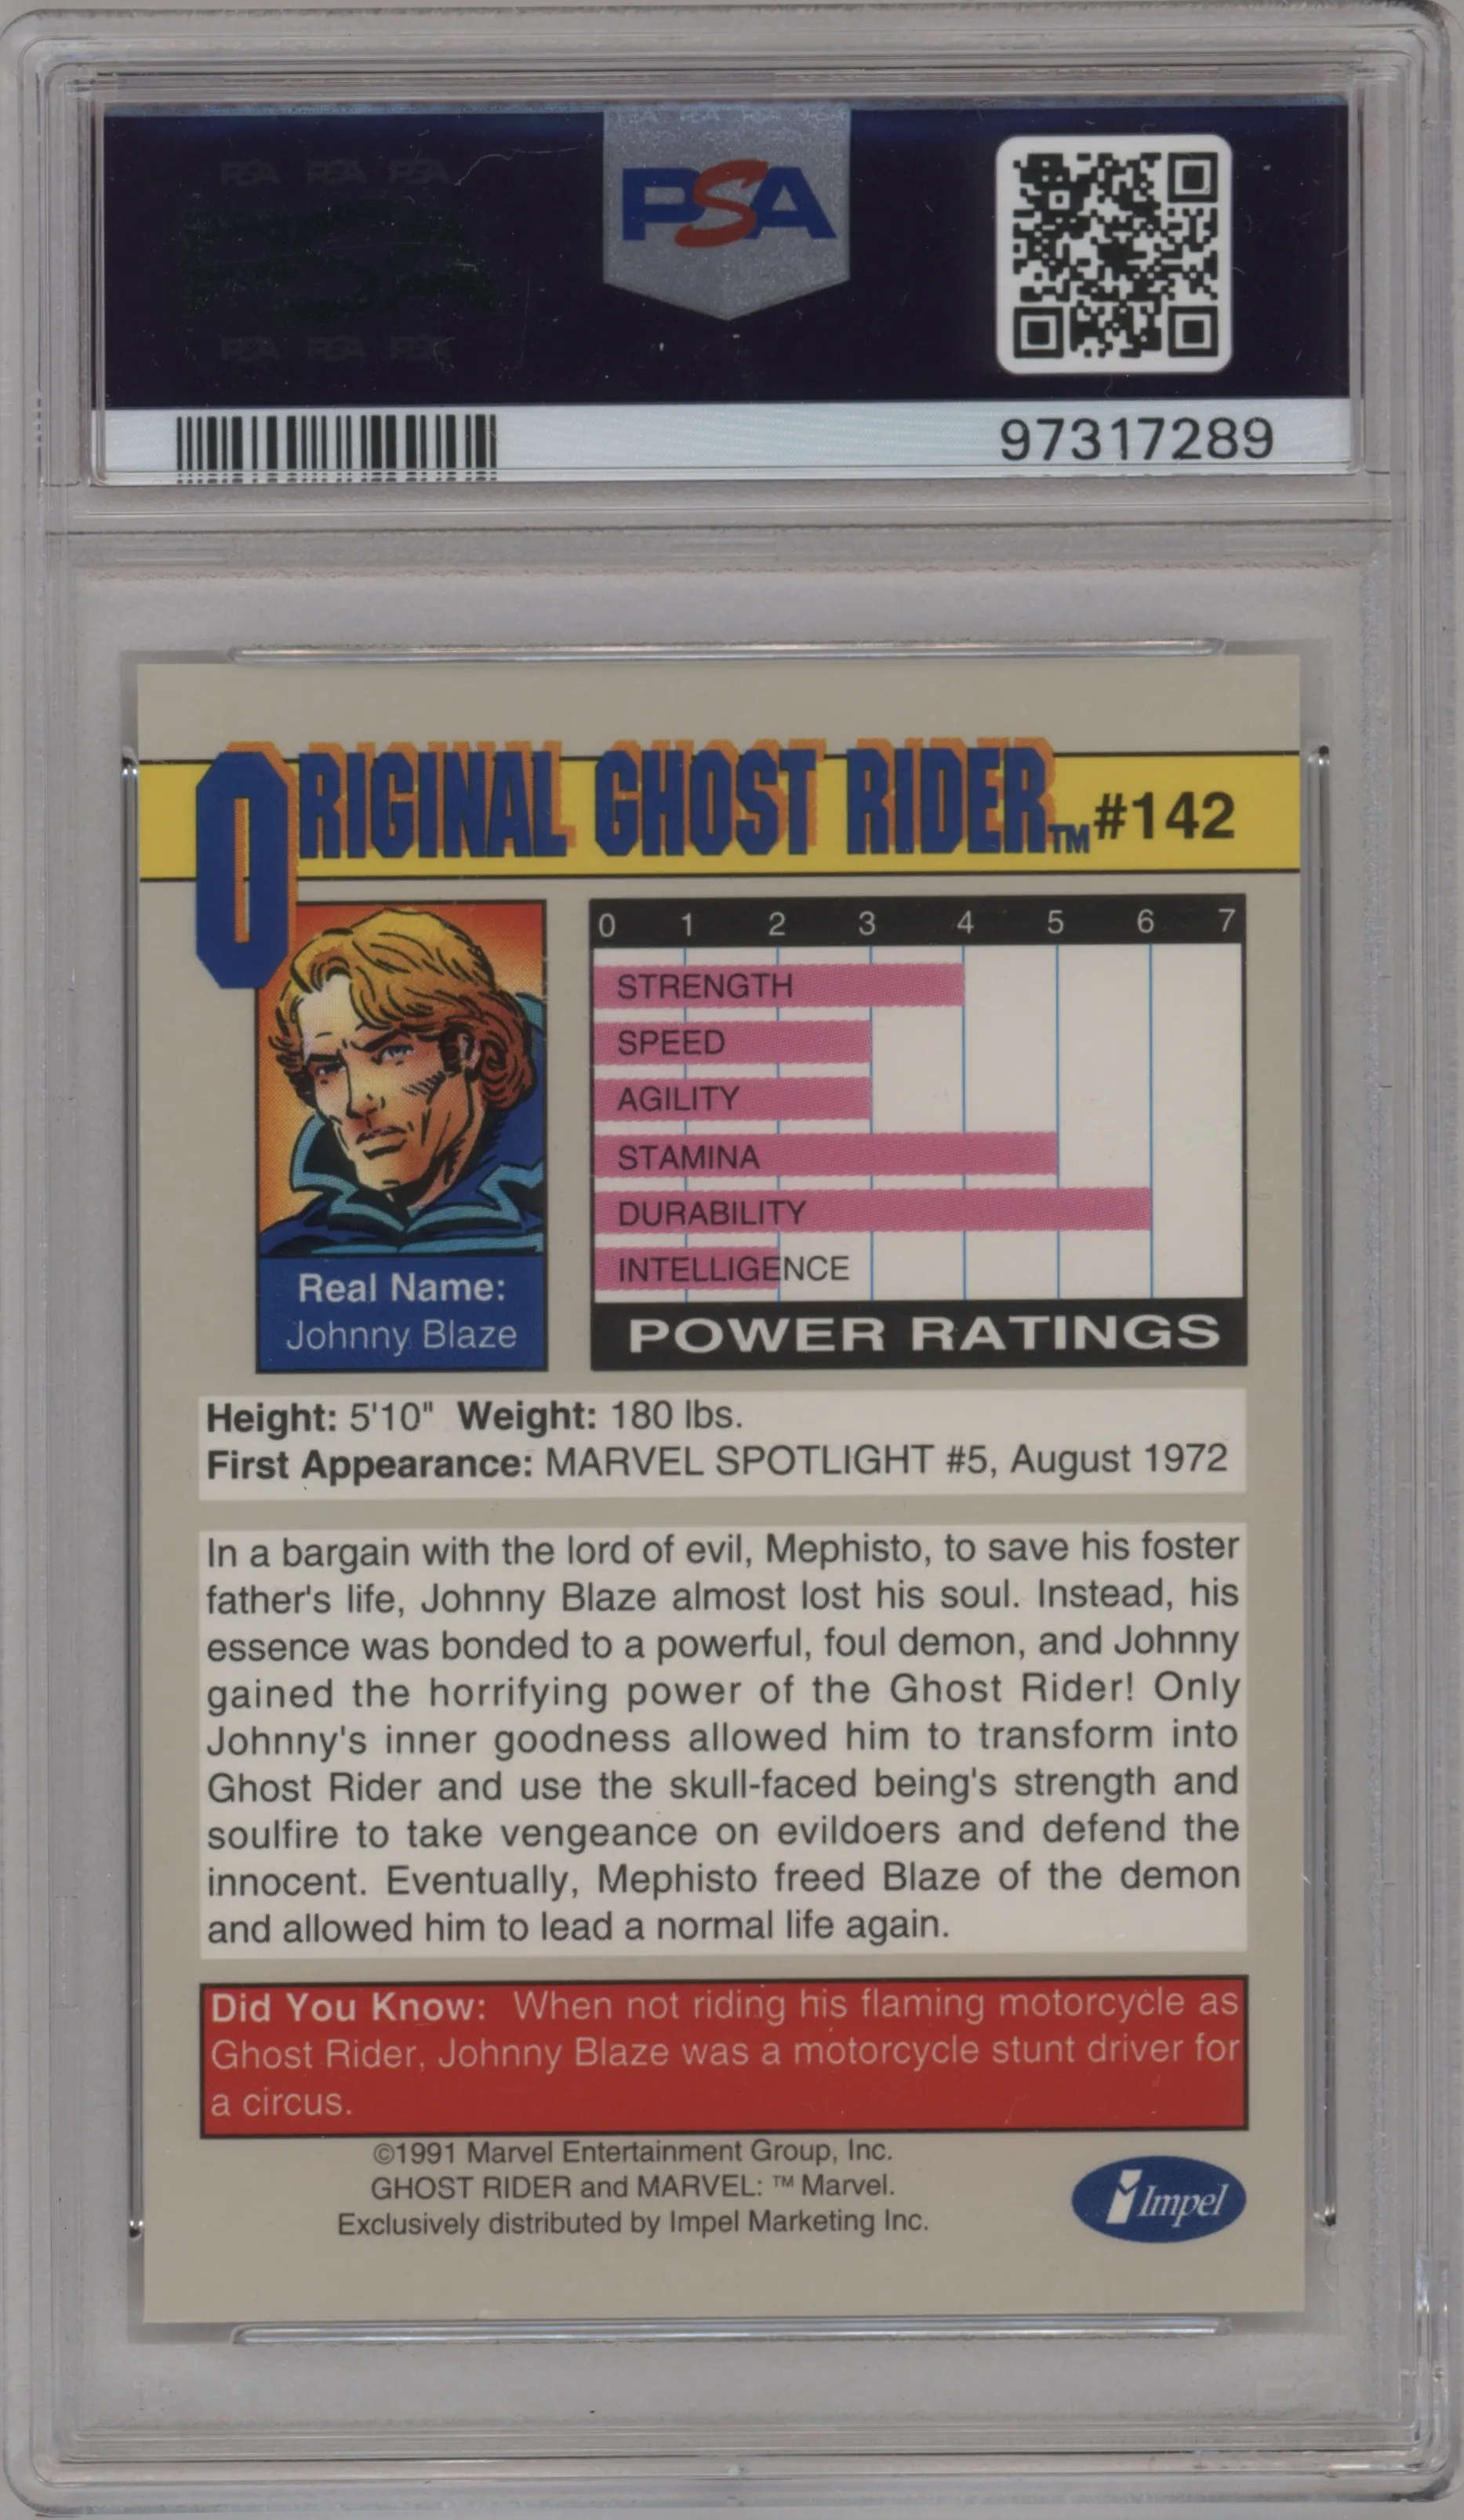 PSA PSA PSA
PSA
PSA PSA PSA
97317289
ORIGINAL GHOST RIDER™ #142
0 1 2 3 4 5 6 7
STRENGTH
SPEED
AGILITY
STAMINA
DURABILITY
INTELLIGENCE
POWER RATINGS
Real Name:
Johnny Blaze
Height: 5'10" Weight: 180 lbs.
First Appearance: MARVEL SPOTLIGHT #5, August 1972
In a bargain with the lord of evil, Mephisto, to save his foster
father's life, Johnny Blaze almost lost his soul. Instead, his
essence was bonded to a powerful, foul demon, and Johnny
gained the horrifying power of the Ghost Rider! Only
Johnny's inner goodness allowed him to transform into
Ghost Rider and use the skull-faced being's strength and
soulfire to take vengeance on evildoers and defend the
innocent. Eventually, Mephisto freed Blaze of the demon
and allowed him to lead a normal life again.
Did You Know: When not riding his flaming motorcycle as
Ghost Rider, Johnny Blaze was a motorcycle stunt driver for
a circus.
©1991 Marvel Entertainment Group, Inc.
GHOST RIDER and MARVEL: ™ Marvel.
Exclusively distributed by Impel Marketing Inc.
Impel